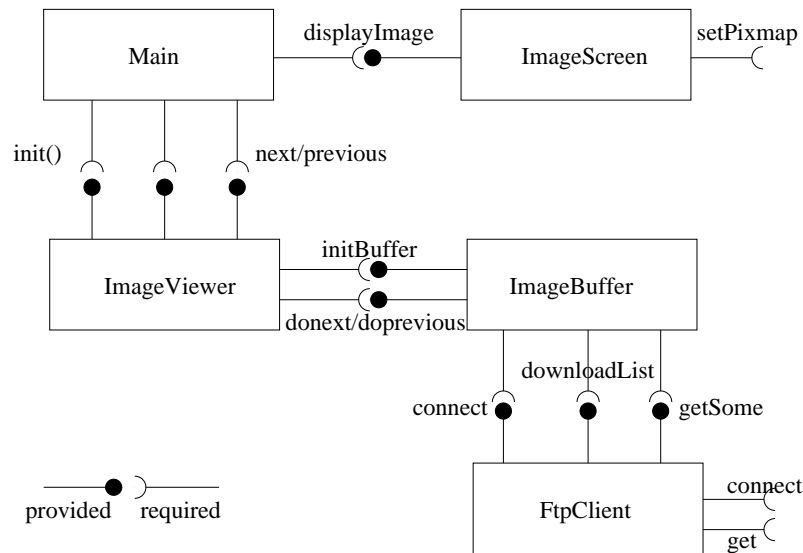 displayImage
setPixmap
Main
ImageScreen
init()
next/previous
initBuffer
ImageViewer
ImageBuffer
donext/doprevious
downloadList
connect
getSome
connect
provided
required
FtpClient
get